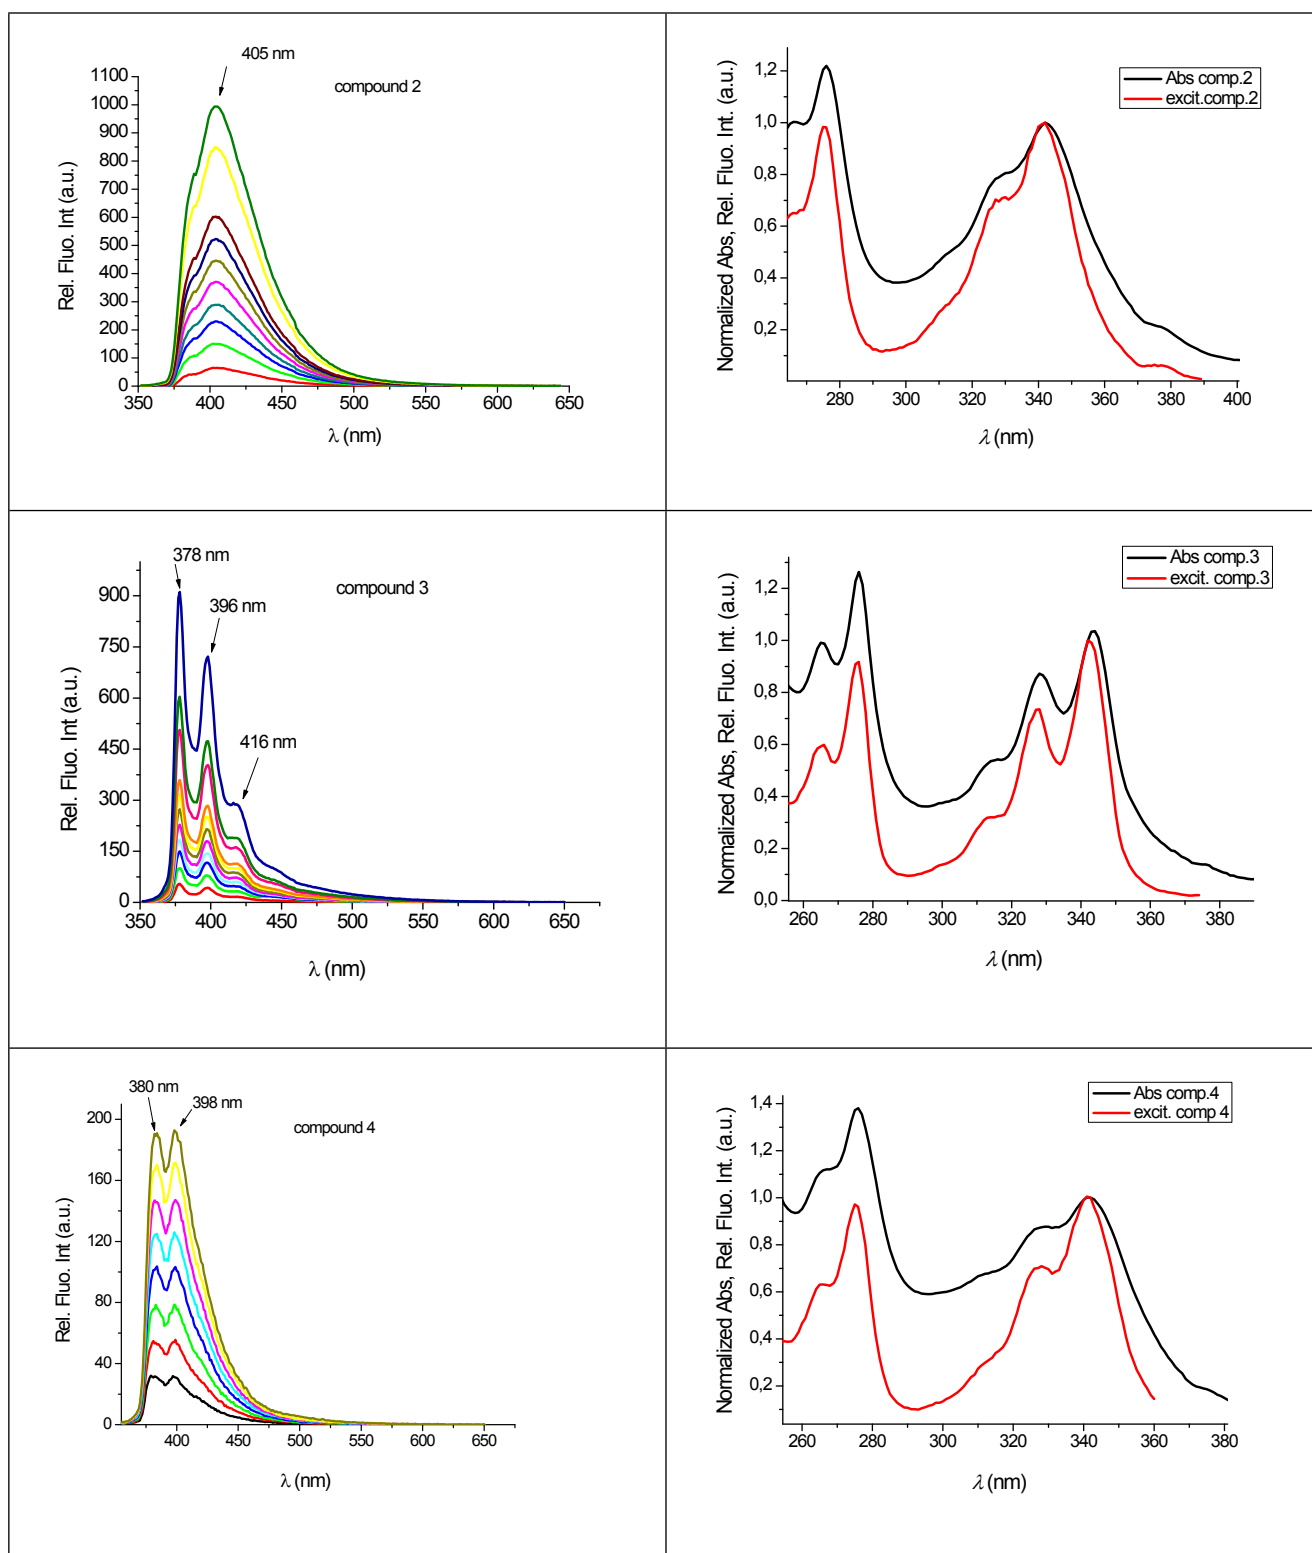 405 nm
compound 2
1100
1000
900
800
700
600
500
400
300
200
100
0
350 400 450 500 550 600 650
λ (nm)
Rel. Fluo. Int (a.u.)
Abs comp.2
excit.comp.2
1,2
1,0
0,8
0,6
0,4
0,2
280 300 320 340 360 380 400
λ (nm)
Normalized Abs, Rel. Fluo. Int. (a.u.)
378 nm
396 nm
416 nm
compound 3
900
750
600
450
300
150
0
350 400 450 500 550 600 650
λ (nm)
Rel. Fluo. Int (a.u.)
Abs comp.3
excit. comp.3
1,2
1,0
0,8
0,6
0,4
0,2
0,0
260 280 300 320 340 360 380
λ (nm)
Normalized Abs, Rel. Fluo. Int. (a.u.)
380 nm
398 nm
compound 4
200
160
120
80
40
0
400 450 500 550 600 650
λ (nm)
Rel. Fluo. Int (a.u.)
Abs comp.4
excit. comp 4
1,4
1,2
1,0
0,8
0,6
0,4
0,2
260 280 300 320 340 360 380
λ (nm)
Normalized Abs, Rel. Fluo. Int. (a.u.)